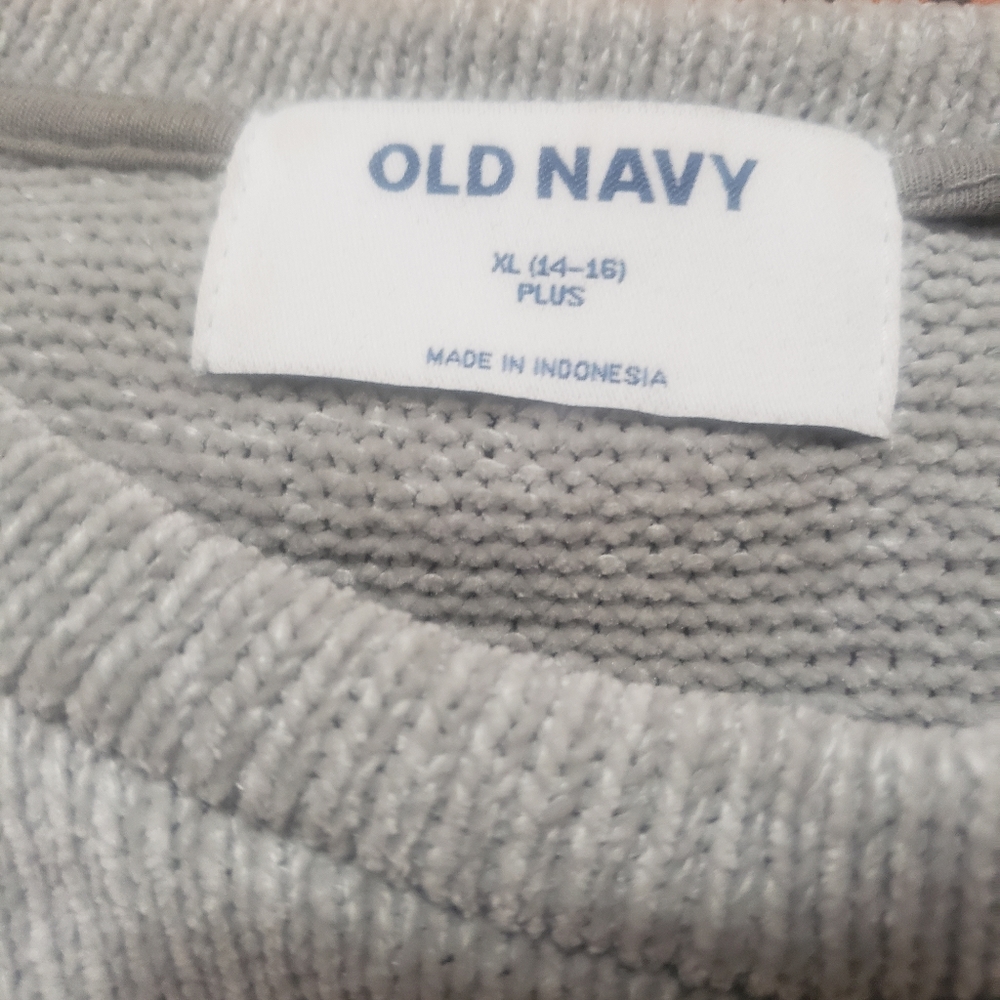 OLD NAVY
XL (14-16)
PLUS
MADE IN INDONESIA